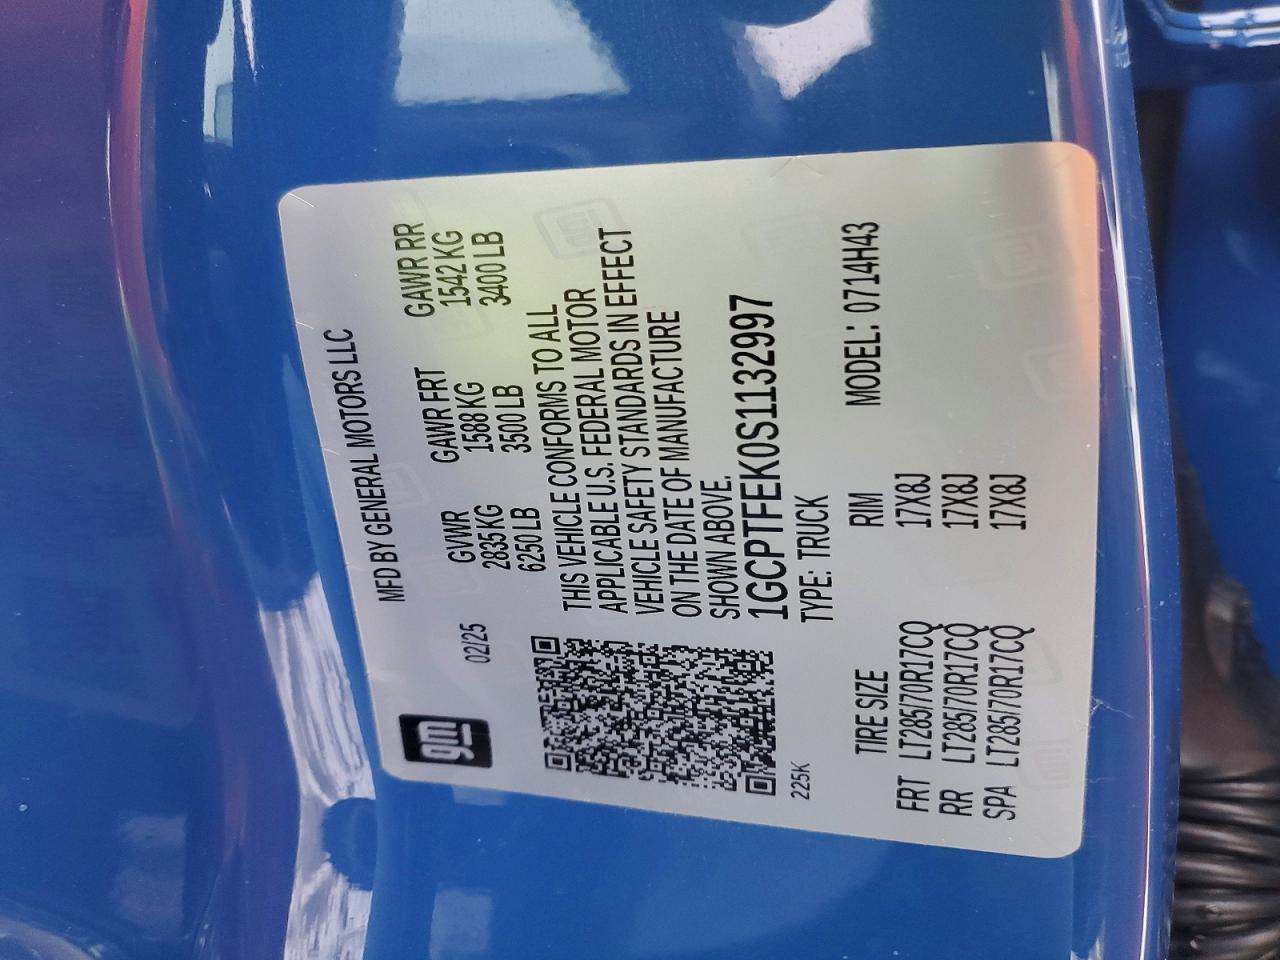 gm
MFD BY GENERAL MOTORS LLC
02/25
GVWR GAWR FRT GAWR RR
2835KG 1588 KG 1542 KG
6250 LB 3500 LB 3400 LB
THIS VEHICLE CONFORMS TO ALL
APPLICABLE U.S. FEDERAL MOTOR
VEHICLE SAFETY STANDARDS IN EFFECT
ON THE DATE OF MANUFACTURE
SHOWN ABOVE.
1GCPTFEK0S1132997
TYPE: TRUCK
225K
MODEL: 0714H43
TIRE SIZE RIM
FRT LT285/70R17CQ 17X8J
RR LT285/70R17CQ 17X8J
SPA LT285/70R17CQ 17X8J